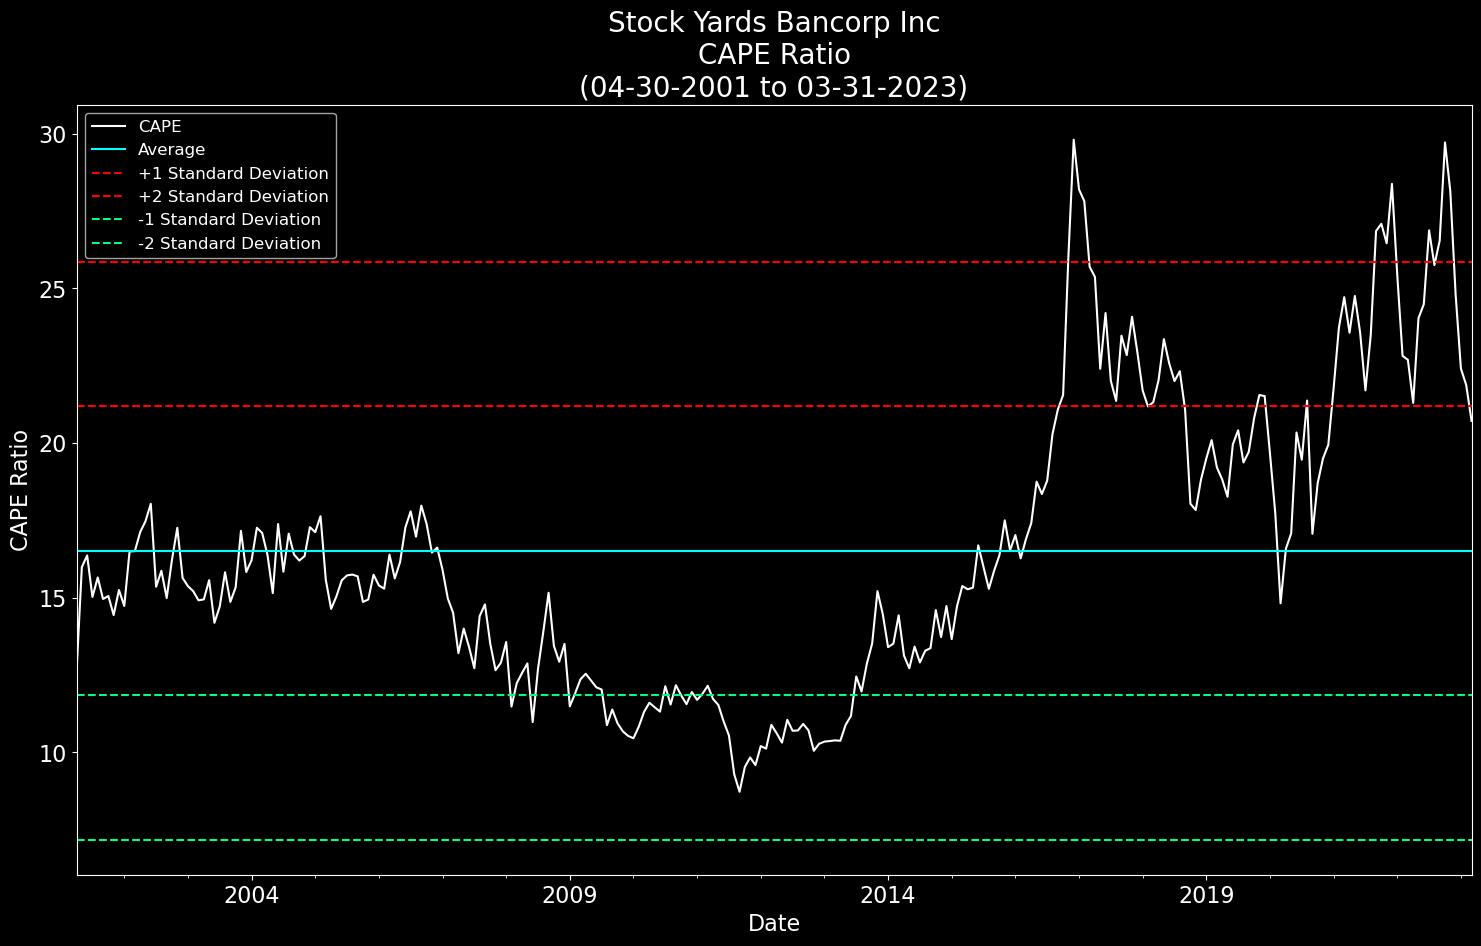 Stock Yards Bancorp Inc
CAPE Ratio
(04-30-2001 to 03-31-2023)
CAPE
Average
+1 Standard Deviation
+2 Standard Deviation
-1 Standard Deviation
-2 Standard Deviation
30
25
20
15
10
CAPE Ratio
2004
2009
2014
2019
Date